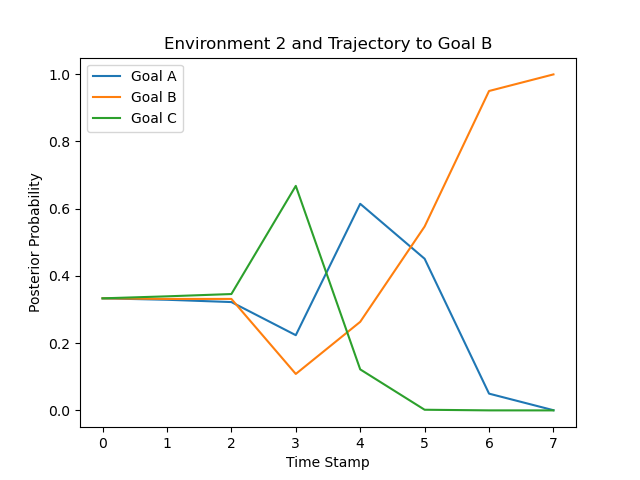 Environment 2 and Trajectory to Goal B
Goal A
Goal B
Goal C
Posterior Probability
1.0
0.8
0.6
0.4
0.2
0.0
0 1 2 3 4 5 6 7
Time Stamp